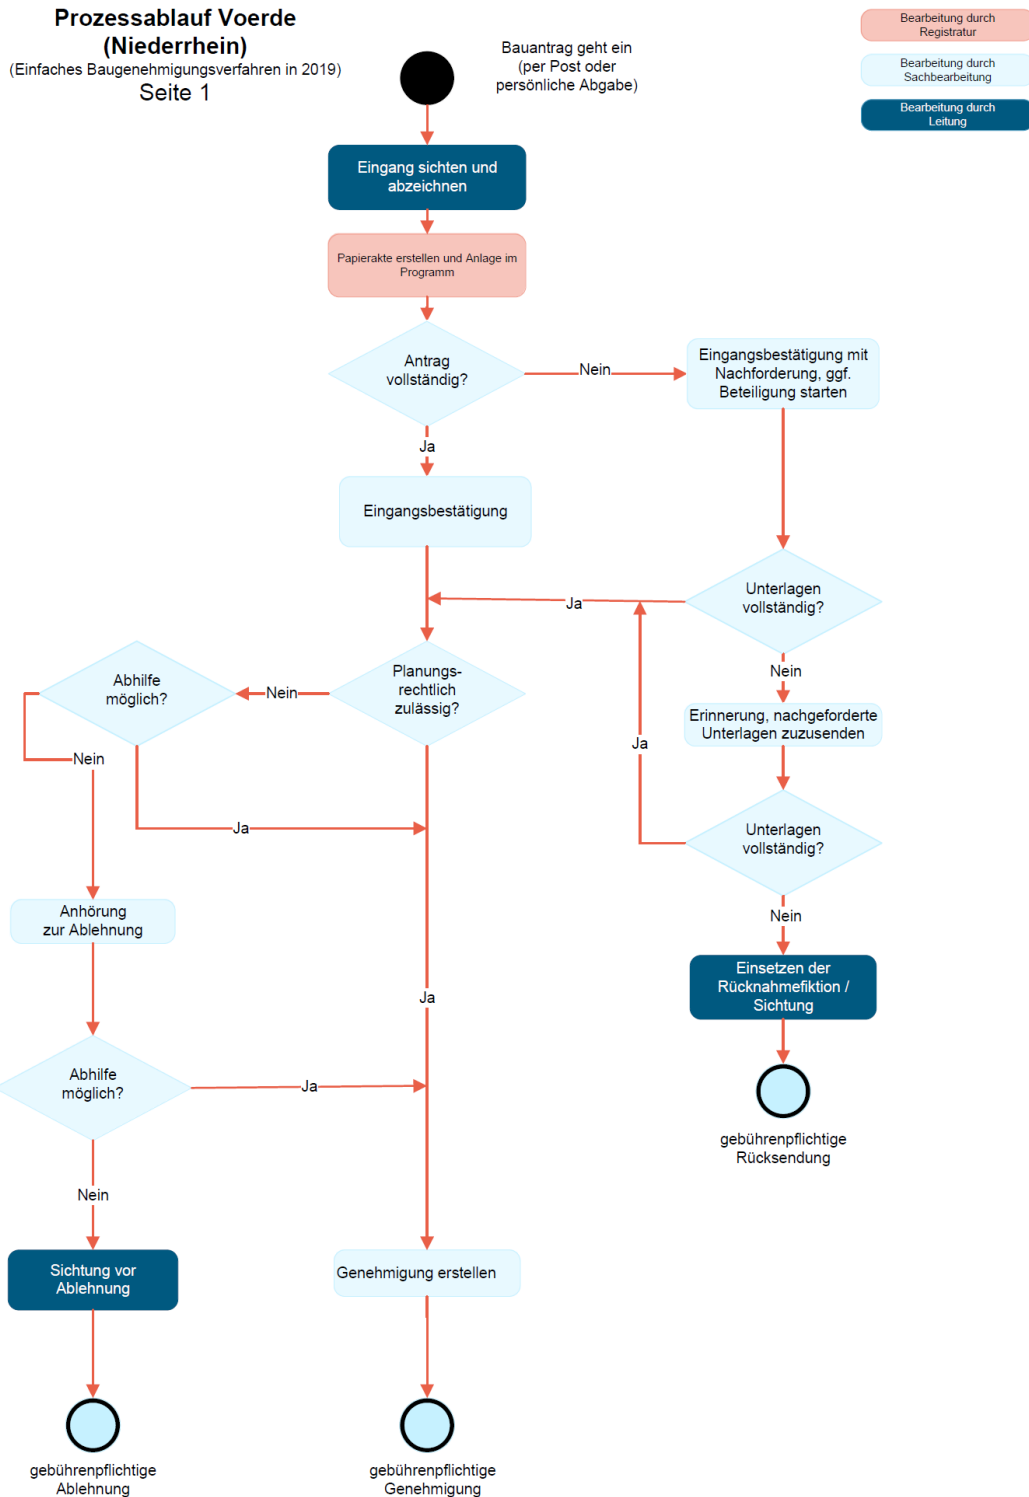 Prozessablauf Voerde
(Niederrhein)
(Einfaches Baugenehmigungsverfahren in 2019)
Seite 1
Bauantrag geht ein
(per Post oder
persönliche Abgabe)
Bearbeitung durch
Registratur
Bearbeitung durch
Sachbearbeitung
Bearbeitung durch
Leitung
Eingang sichten und
abzeichnen
Papierakte erstellen und Anlage im
Programm
Antrag
vollständig?
Nein
Eingangsbestätigung mit
Nachforderung, ggf.
Beteiligung starten
Ja
Eingangsbestätigung
Unterlagen
vollständig?
Ja
Nein
Planungs-
rechtlich
zulässig?
Nein
Abhilfe
möglich?
Erinnerung, nachgeforderte
Unterlagen zuzusenden
Ja
Nein
Ja
Unterlagen
vollständig?
Nein
Anhörung
zur Ablehnung
Einsetzen der
Rücknahmefiktion /
Sichtung
Ja
Abhilfe
möglich?
Ja
gebührenpflichtige
Rücksendung
Nein
Sichtung vor
Ablehnung
Genehmigung erstellen
gebührenpflichtige
Ablehnung
gebührenpflichtige
Genehmigung